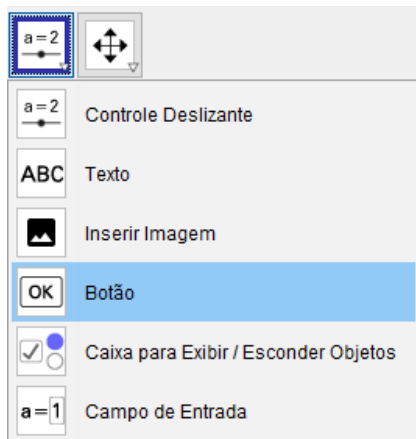 a=2
a=2 Controle Deslizante
ABC Texto
Inserir Imagem
OK Botão
Caixa para Exibir / Esconder Objetos
a=1 Campo de Entrada